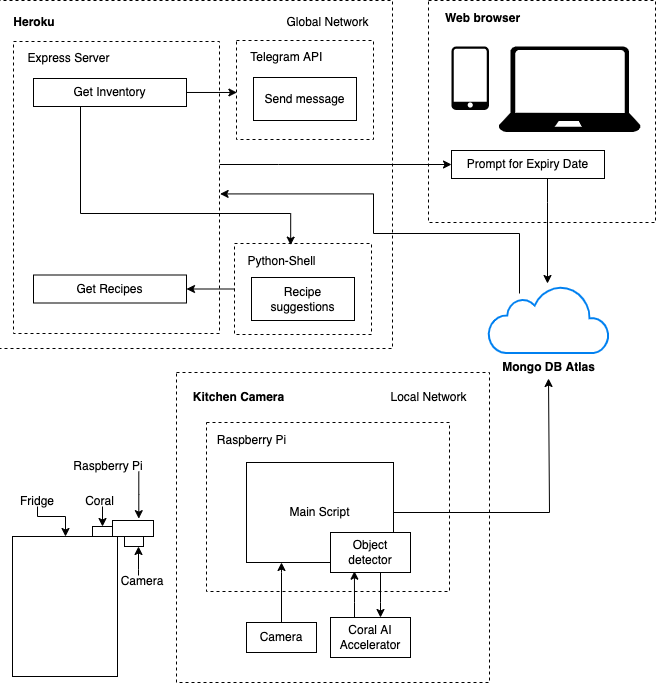 Heroku
Global Network
Express Server
Get Inventory
Telegram API
Send message
Python-Shell
Recipe
suggestions
Get Recipes
Web browser
Prompt for Expiry Date
Mongo DB Atlas
Kitchen Camera
Local Network
Raspberry Pi
Main Script
Object
detector
Camera
Coral AI
Accelerator
Raspberry Pi
Fridge
Coral
Camera